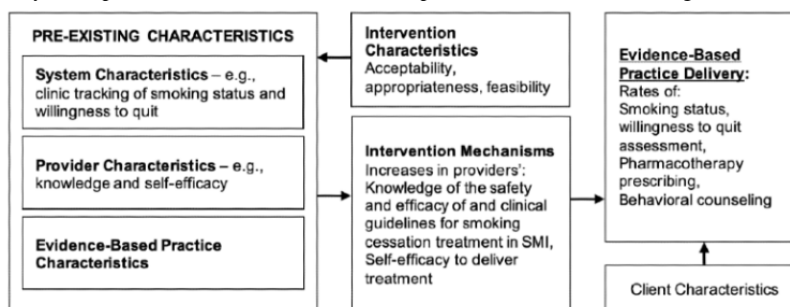 PRE-EXISTING CHARACTERISTICS
System Characteristics – e.g.,
clinic tracking of smoking status and
willingness to quit
Provider Characteristics – e.g.,
knowledge and self-efficacy
Evidence-Based Practice
Characteristics
Intervention
Characteristics
Acceptability,
appropriateness, feasibility
Intervention Mechanisms
Increases in providers':
Knowledge of the safety
and efficacy of and clinical
guidelines for smoking
cessation treatment in SMI,
Self-efficacy to deliver
treatment
Evidence-Based
Practice Delivery:
Rates of:
Smoking status,
willingness to quit
assessment,
Pharmacotherapy
prescribing,
Behavioral counseling
Client Characteristics